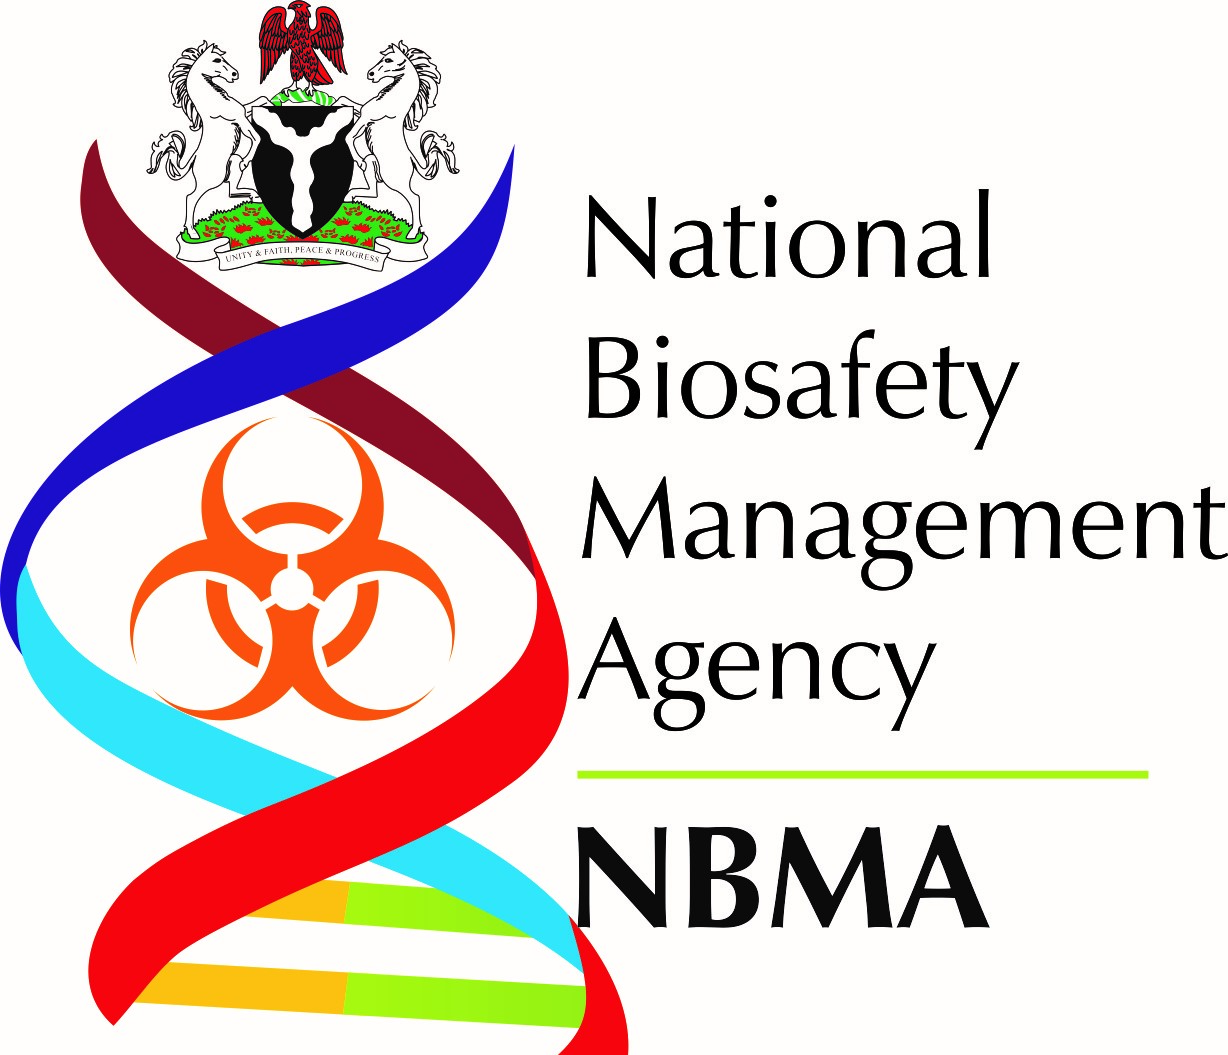 UNITY & FAITH, PEACE & PROGRESS
National
Biosafety
Management
Agency
NBMA